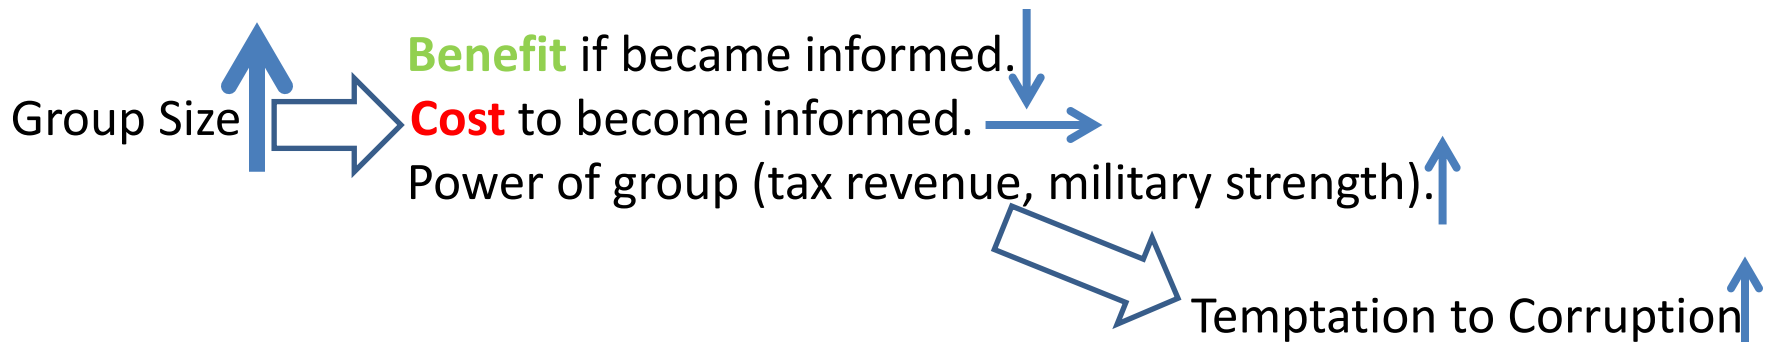 Benefit if became informed.
Group Size
Cost to become informed.
Power of group (tax revenue, military strength).
Temptation to Corruption